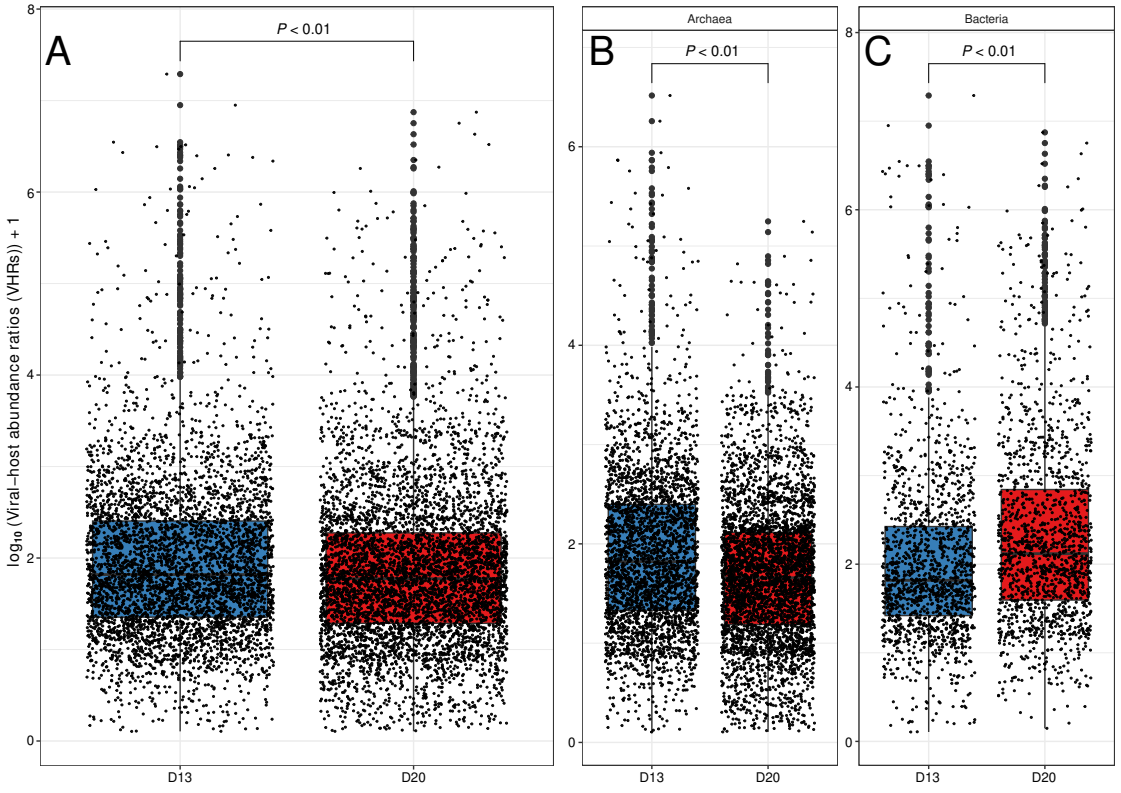 A
P < 0.01
8
6
4
2
0
log₁₀ (Viral−host abundance ratios (VHRs)) + 1
D13
D20
Archaea
B
P < 0.01
6
4
2
0
D13
D20
Bacteria
C
P < 0.01
8
6
4
2
0
D13
D20